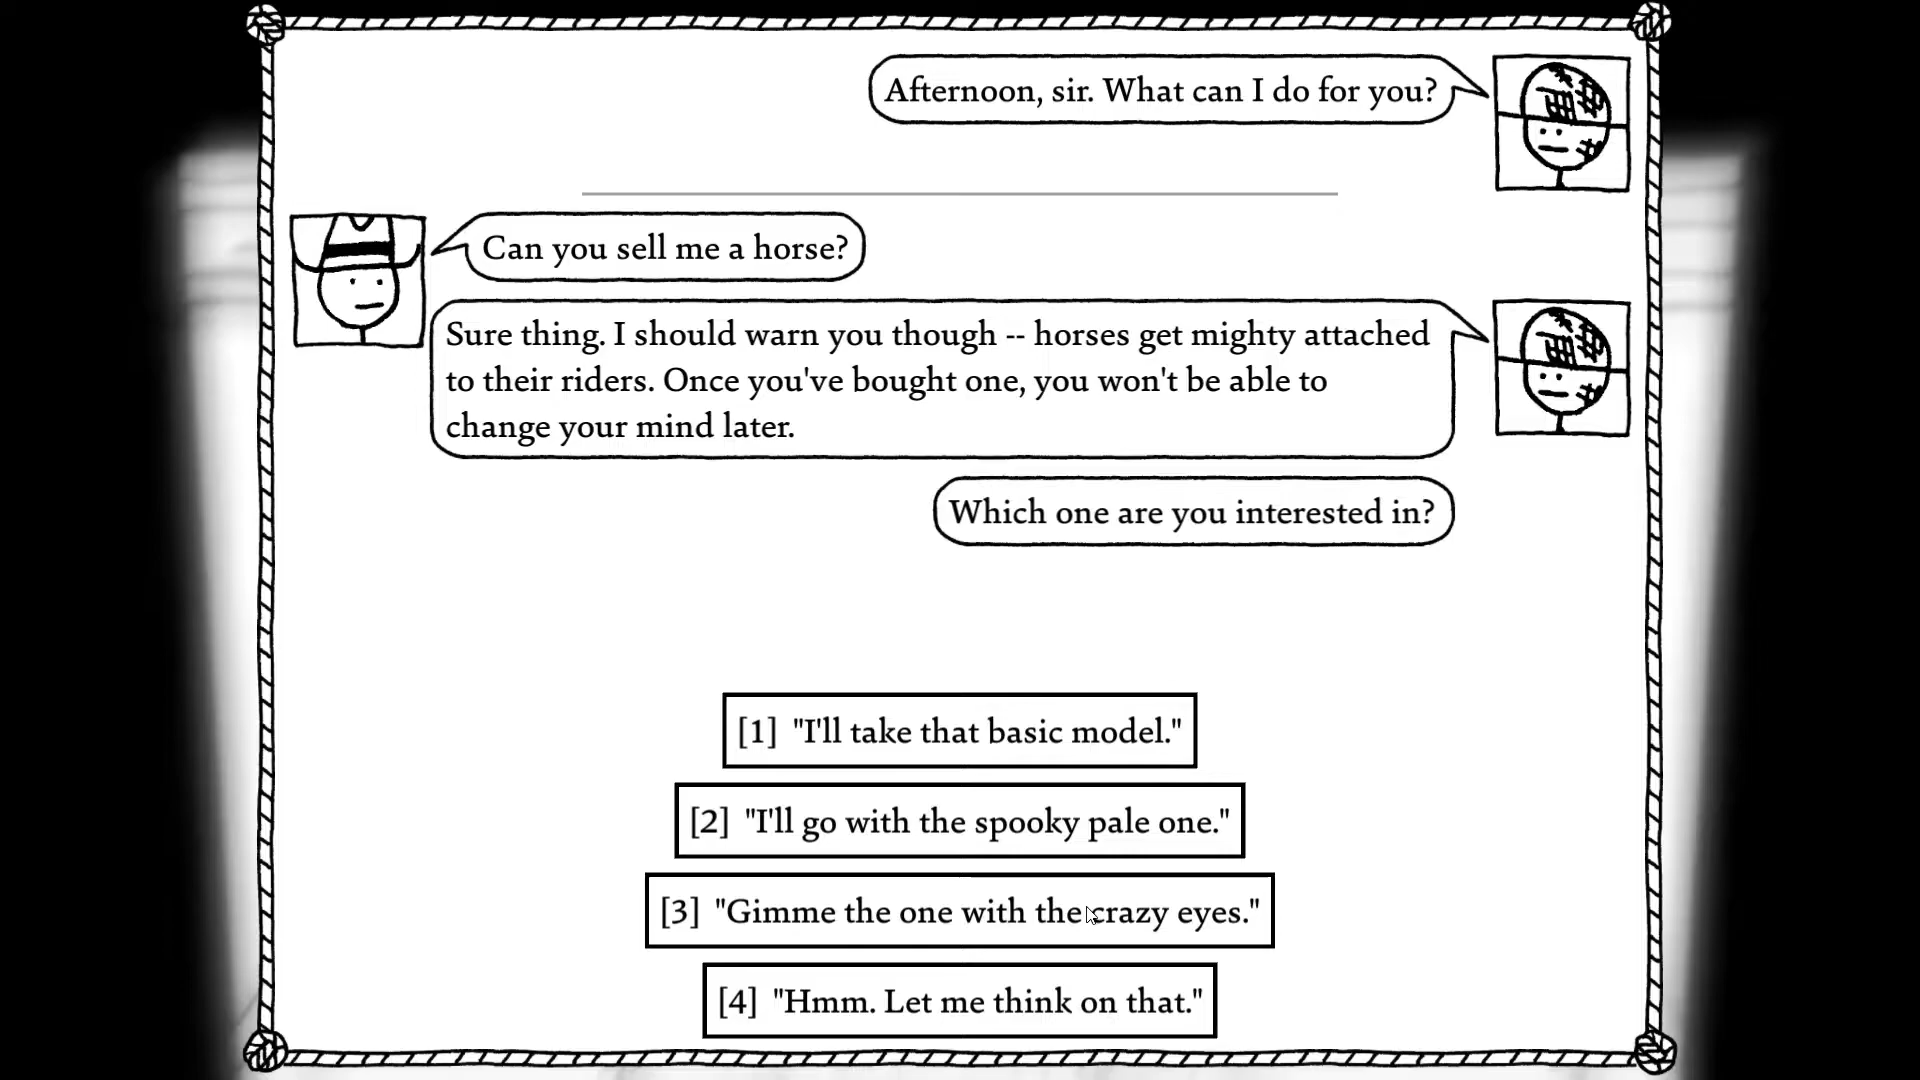 Afternoon, sir. What can I do for you?
Can you sell me a horse?
Sure thing. I should warn you though -- horses get mighty attached
to their riders. Once you've bought one, you won't be able to
change your mind later.
Which one are you interested in?
[1] "I'll take that basic model."
[2] "I'll go with the spooky pale one."
[3] "Gimme the one with the crazy eyes."
[4] "Hmm. Let me think on that."